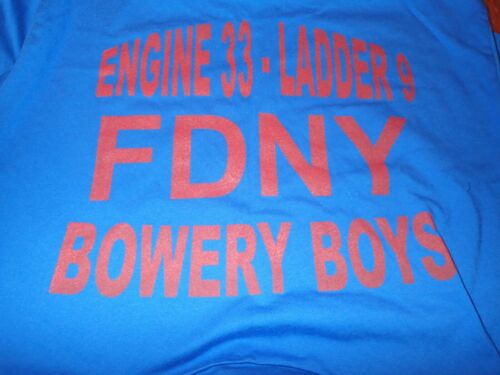 ENGINE 33 - LADDER 9
FDNY
BOWERY BOYS